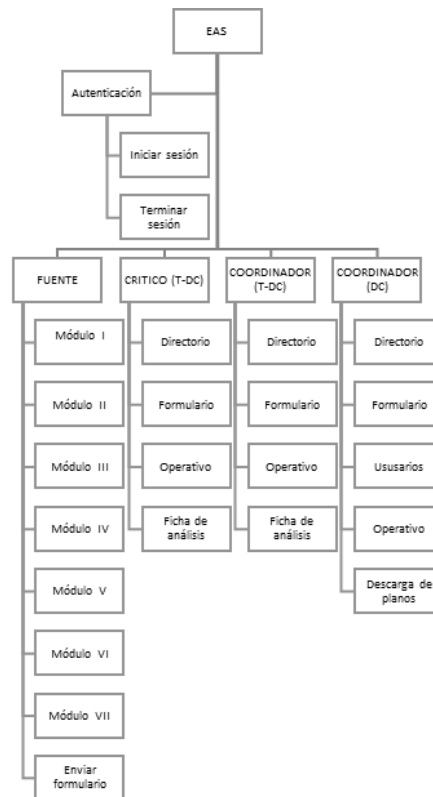 EAS
Autenticación
Iniciar sesión
Terminar
sesión
FUENTE
CRITICO (T-DC)
COORDINADOR
(T-DC)
COORDINADOR
(DC)
Módulo I
Módulo II
Módulo III
Módulo IV
Módulo V
Módulo VI
Módulo VII
Enviar
formulario
Directorio
Formulario
Operativo
Ficha de
análisis
Directorio
Formulario
Operativo
Ficha de
análisis
Directorio
Formulario
Ususarios
Operativo
Descarga de
planos